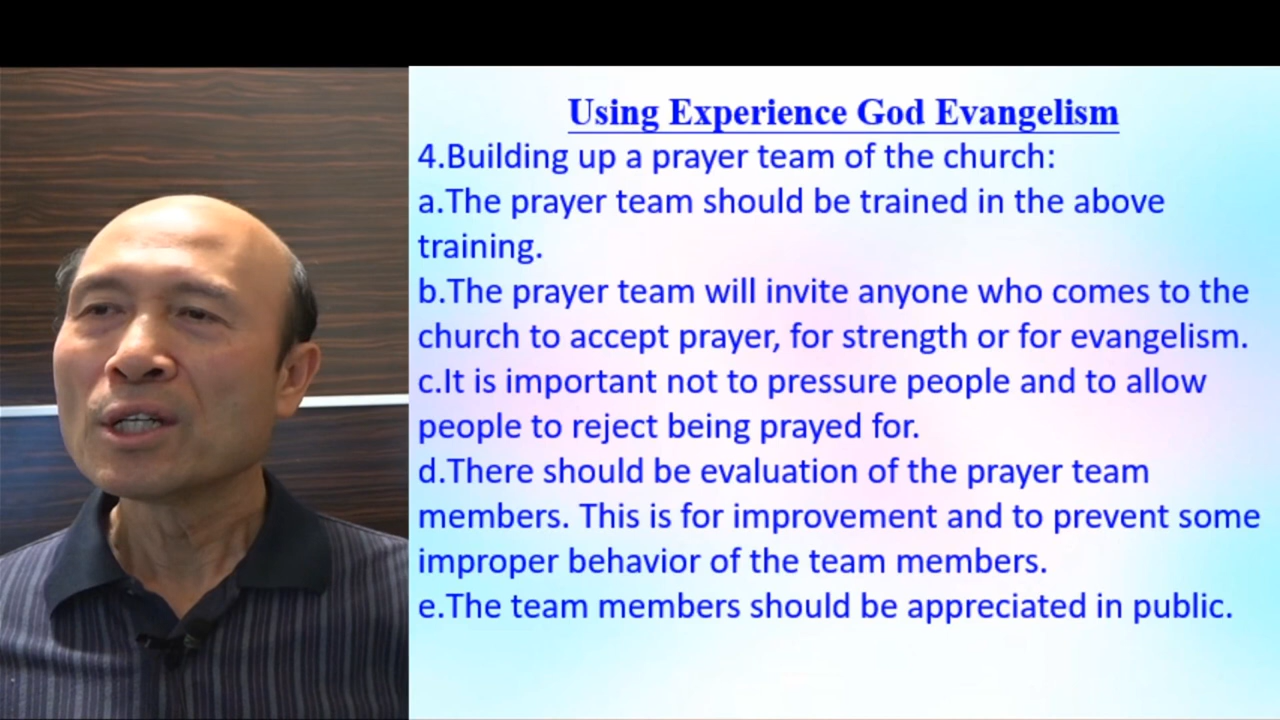 Using Experience God Evangelism
4.Building up a prayer team of the church:
a.The prayer team should be trained in the above
training.
b.The prayer team will invite anyone who comes to the
church to accept prayer, for strength or for evangelism.
c.It is important not to pressure people and to allow
people to reject being prayed for.
d.There should be evaluation of the prayer team
members. This is for improvement and to prevent some
improper behavior of the team members.
e.The team members should be appreciated in public.